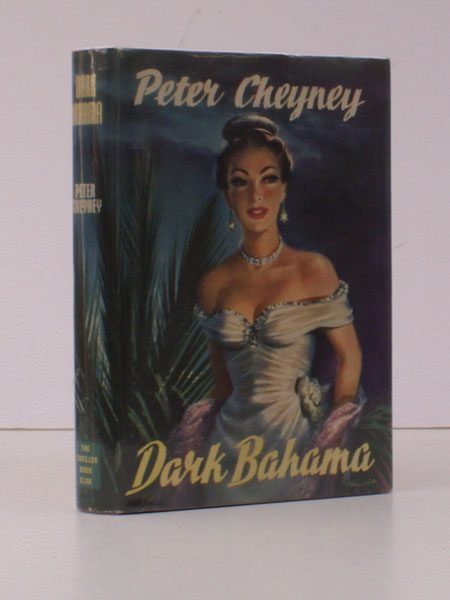 Peter Cheyney
Dark Bahama
DARK
BAHAMA
PETER
CHEYNEY
THE
THRILLER
BOOK
CLUB